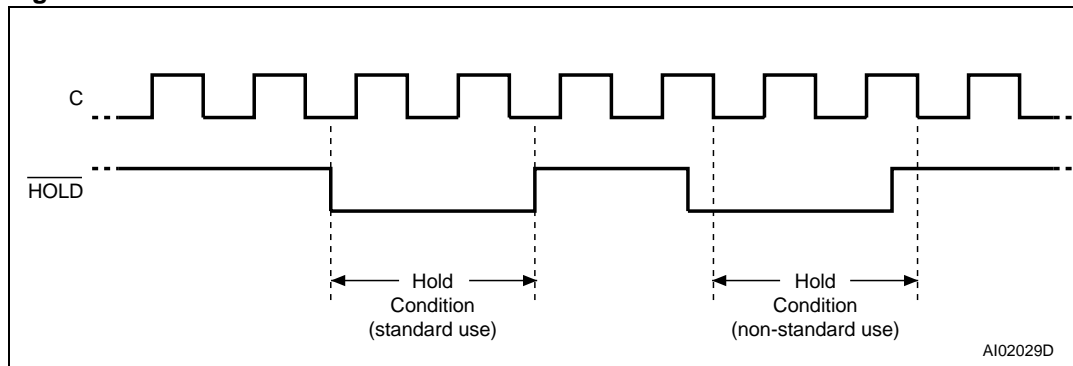 C
HOLD
Hold
Condition
(standard use)
Hold
Condition
(non-standard use)
AI02029D